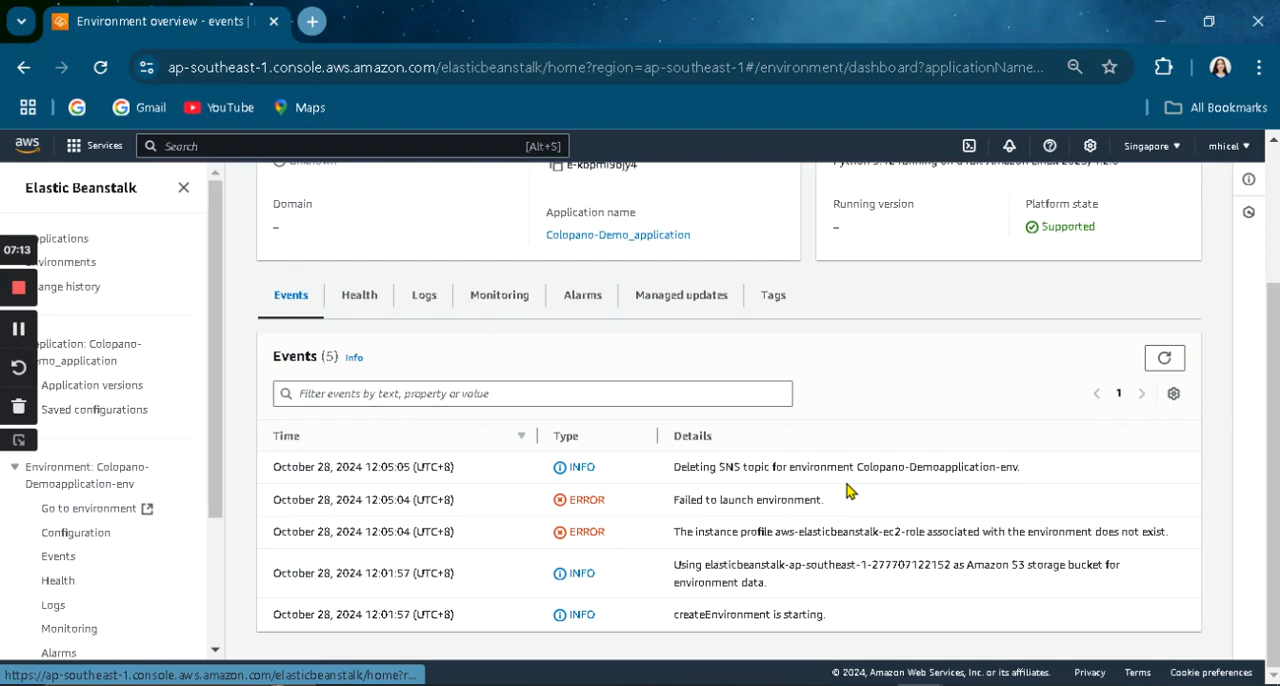 Environment overview - events |
ap-southeast-1.console.aws.amazon.com/elasticbeanstalk/home?region=ap-southeast-1#/environment/dashboard?applicationName...
Gmail
YouTube
Maps
All Bookmarks
aws
Services
Search
[Alt+S]
Singapore
mhicel
Elastic Beanstalk
pplications
nvironments
ange history
pplication: Colopano-
emo_application
Application versions
Saved configurations
Environment: Colopano-
Demoapplication-env
Go to environment
Configuration
Events
Health
Logs
Monitoring
Alarms
07:13
Domain
–
Application name
Colopano-Demo_application
Running version
–
Platform state
Supported
Events
Health
Logs
Monitoring
Alarms
Managed updates
Tags
Events (5) Info
Filter events by text, property or value
1
Time Type Details
October 28, 2024 12:05:05 (UTC+8) INFO Deleting SNS topic for environment Colopano-Demoapplication-env.
October 28, 2024 12:05:04 (UTC+8) ERROR Failed to launch environment.
October 28, 2024 12:05:04 (UTC+8) ERROR The instance profile aws-elasticbeanstalk-ec2-role associated with the environment does not exist.
October 28, 2024 12:01:57 (UTC+8) INFO Using elasticbeanstalk-ap-southeast-1-277707122152 as Amazon S3 storage bucket for
environment data.
October 28, 2024 12:01:57 (UTC+8) INFO createEnvironment is starting.
https://ap-southeast-1.console.aws.amazon.com/elasticbeanstalk/home?r...
© 2024, Amazon Web Services, Inc. or its affiliates.
Privacy
Terms
Cookie preferences